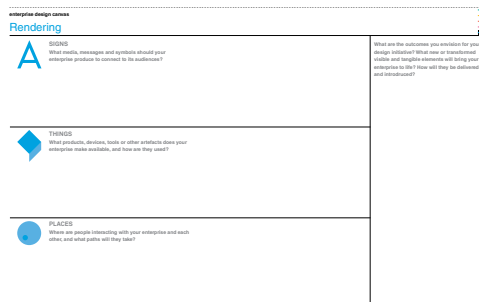 enterprise design canvas
Rendering
SIGNS
What media, messages and symbols should your
enterprise produce to connect to its audiences?
What are the outcomes you envision for you
design initiative? What new or transformed
visible and tangible elements will bring your
enterprise to life? How will they be delivered
and introduced?
THINGS
What products, devices, tools or other artefacts does your
enterprise make available, and how are they used?
PLACES
Where are people interacting with your enterprise and each
other, and what paths will they take?